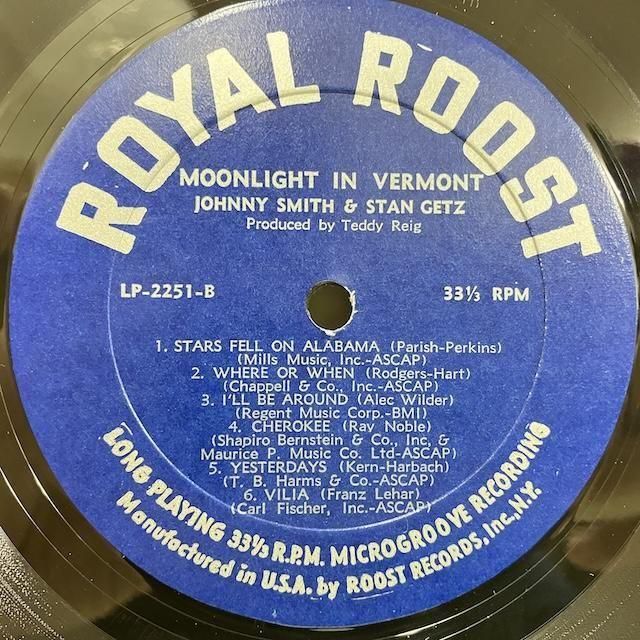 ROYAL ROOST
MOONLIGHT IN VERMONT
JOHNNY SMITH & STAN GETZ
Produced by Teddy Reig
LP-2251-B
33⅓ RPM
1. STARS FELL ON ALABAMA (Parish-Perkins)
(Mills Music, Inc.-ASCAP)
2. WHERE OR WHEN (Rodgers-Hart)
(Chappell & Co., Inc.-ASCAP)
3. I'LL BE AROUND (Alec Wilder)
(Regent Music Corp.-BMI)
4. CHEROKEE (Ray Noble)
(Shapiro Bernstein & Co., Inc, &
Maurice P. Music Co. Ltd-ASCAP)
5. YESTERDAYS (Kern-Harbach)
(T. B. Harms & Co.-ASCAP)
6. VILIA (Franz Lehar)
(Carl Fischer, Inc.-ASCAP)
LONG PLAYING 33⅓ R.P.M. MICROGROOVE RECORDING
Manufactured in U.S.A. by ROOST RECORDS, Inc., N.Y.